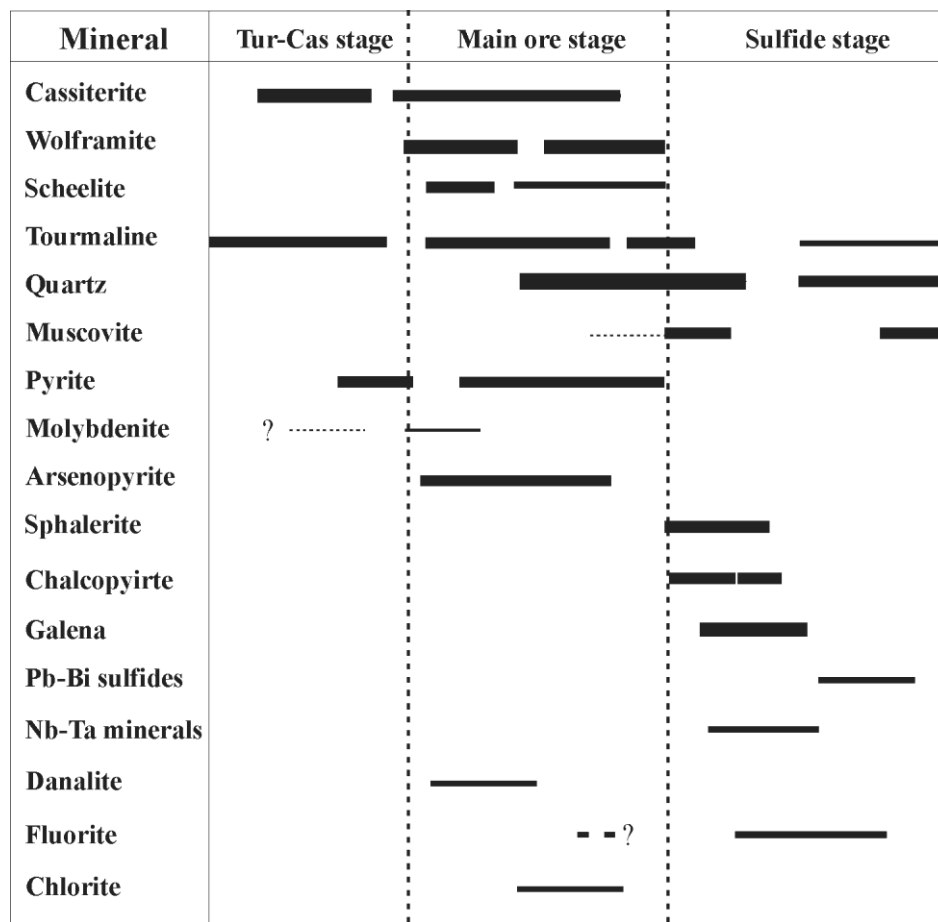 Mineral Tur-Cas stage Main ore stage Sulfide stage
Cassiterite
Wolframite
Scheelite
Tourmaline
Quartz
Muscovite
Pyrite
Molybdenite ?
Arsenopyrite
Sphalerite
Chalcopyirte
Galena
Pb-Bi sulfides
Nb-Ta minerals
Danalite
Fluorite ?
Chlorite